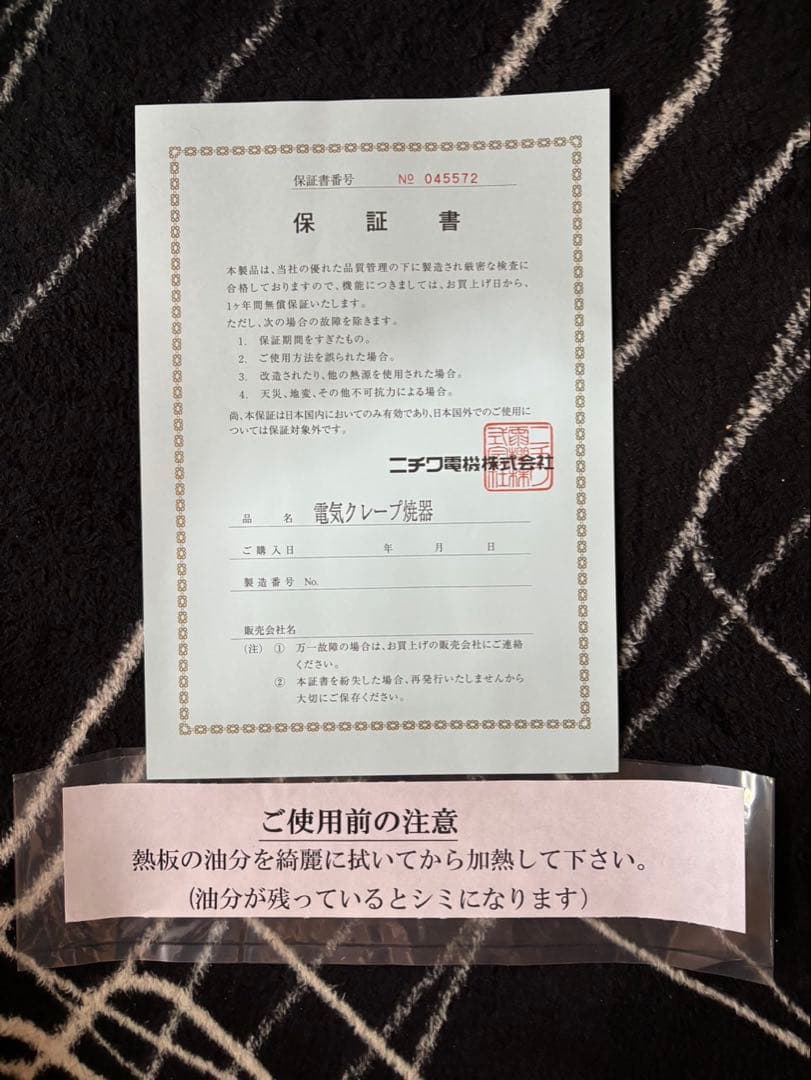 保証書番号 Nº 045572
保証書
本製品は、当社の優れた品質管理の下に製造され厳密な検査に
合格しておりますので、機能につきましては、お買上げ日から、
1ヶ年間無償保証いたします。
ただし、次の場合の故障を除きます。
1. 保証期間をすぎたもの。
2. ご使用方法を誤られた場合。
3. 改造されたり、他の熱源を使用された場合。
4. 天災、地変、その他不可抗力による場合。
尚、本保証は日本国内においてのみ有効であり、日本国外でのご使用に
ついては保証対象外です。
ニチワ電機株式会社
品名 電気クレープ焼器
ご購入日 年 月 日
製造番号 No.
販売会社名
(注) ① 万一故障の場合は、お買上げの販売会社にご連絡
ください。
② 本証書を紛失した場合、再発行いたしませんから
大切にご保存ください。
ご使用前の注意
熱板の油分を綺麗に拭いてから加熱して下さい。
(油分が残っているとシミになります)